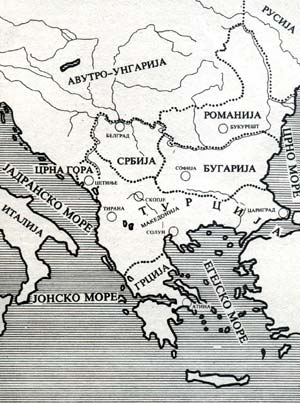 РУСИЈА
АВУТРО-УНГАРИЈА
РОМАНИЈА
БУКУРЕШТ
БЕЛГРАД
СРБИЈА
ЦРНО МОРЕ
СОФИЈА
БУГАРИЈА
ЦРНА ГОРА
ЦЕТИЊЕ
ЈАДРАНСКО МОРЕ
ИТАЛИЈА
СКОПЈЕ
ТУРЦИЈА
ТИРАНА
МАКЕДОНИЈА
ЦАРИГРАД
СОЛУН
ГРЦИЈА
ЕГЕЈСКО МОРЕ
ЈОНСКО МОРЕ
АТИНА